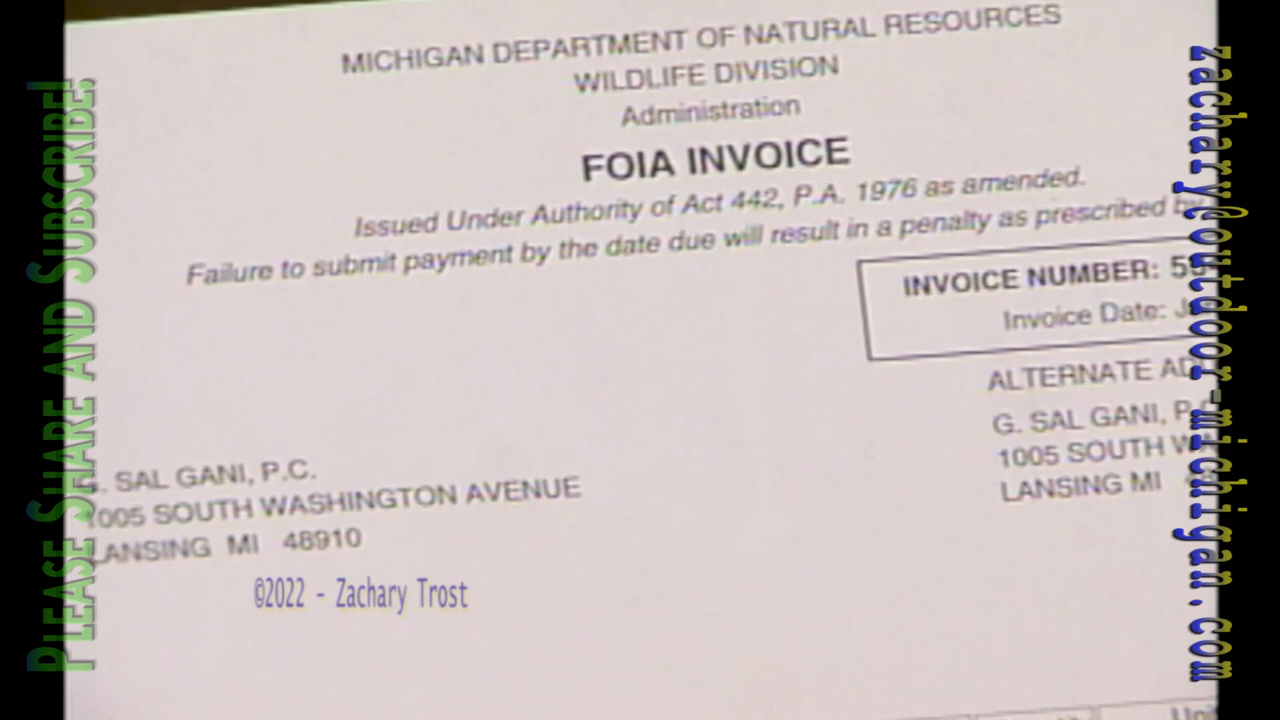 MICHIGAN DEPARTMENT OF NATURAL RESOURCES
WILDLIFE DIVISION
Administration
FOIA INVOICE
Issued Under Authority of Act 442, P.A. 1976 as amended.
Failure to submit payment by the date due will result in a penalty as prescribed by
INVOICE NUMBER:
Invoice Date:
ALTERNATE
G. SAL GANI,
1005 SOUTH
LANSING MI
SAL GANI, P.C.
1005 SOUTH WASHINGTON AVENUE
LANSING MI 48910
©2022 - Zachary Trost
PLEASE SHARE AND SUBSCRIBE!
zacharyoutdoor-michigan.com